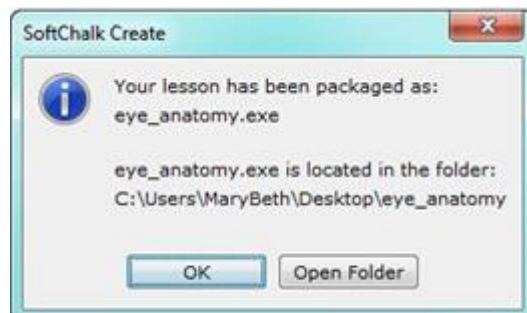 SoftChalk Create
Your lesson has been packaged as:
eye_anatomy.exe
eye_anatomy.exe is located in the folder:
C:\Users\MaryBeth\Desktop\eye_anatomy
OK
Open Folder